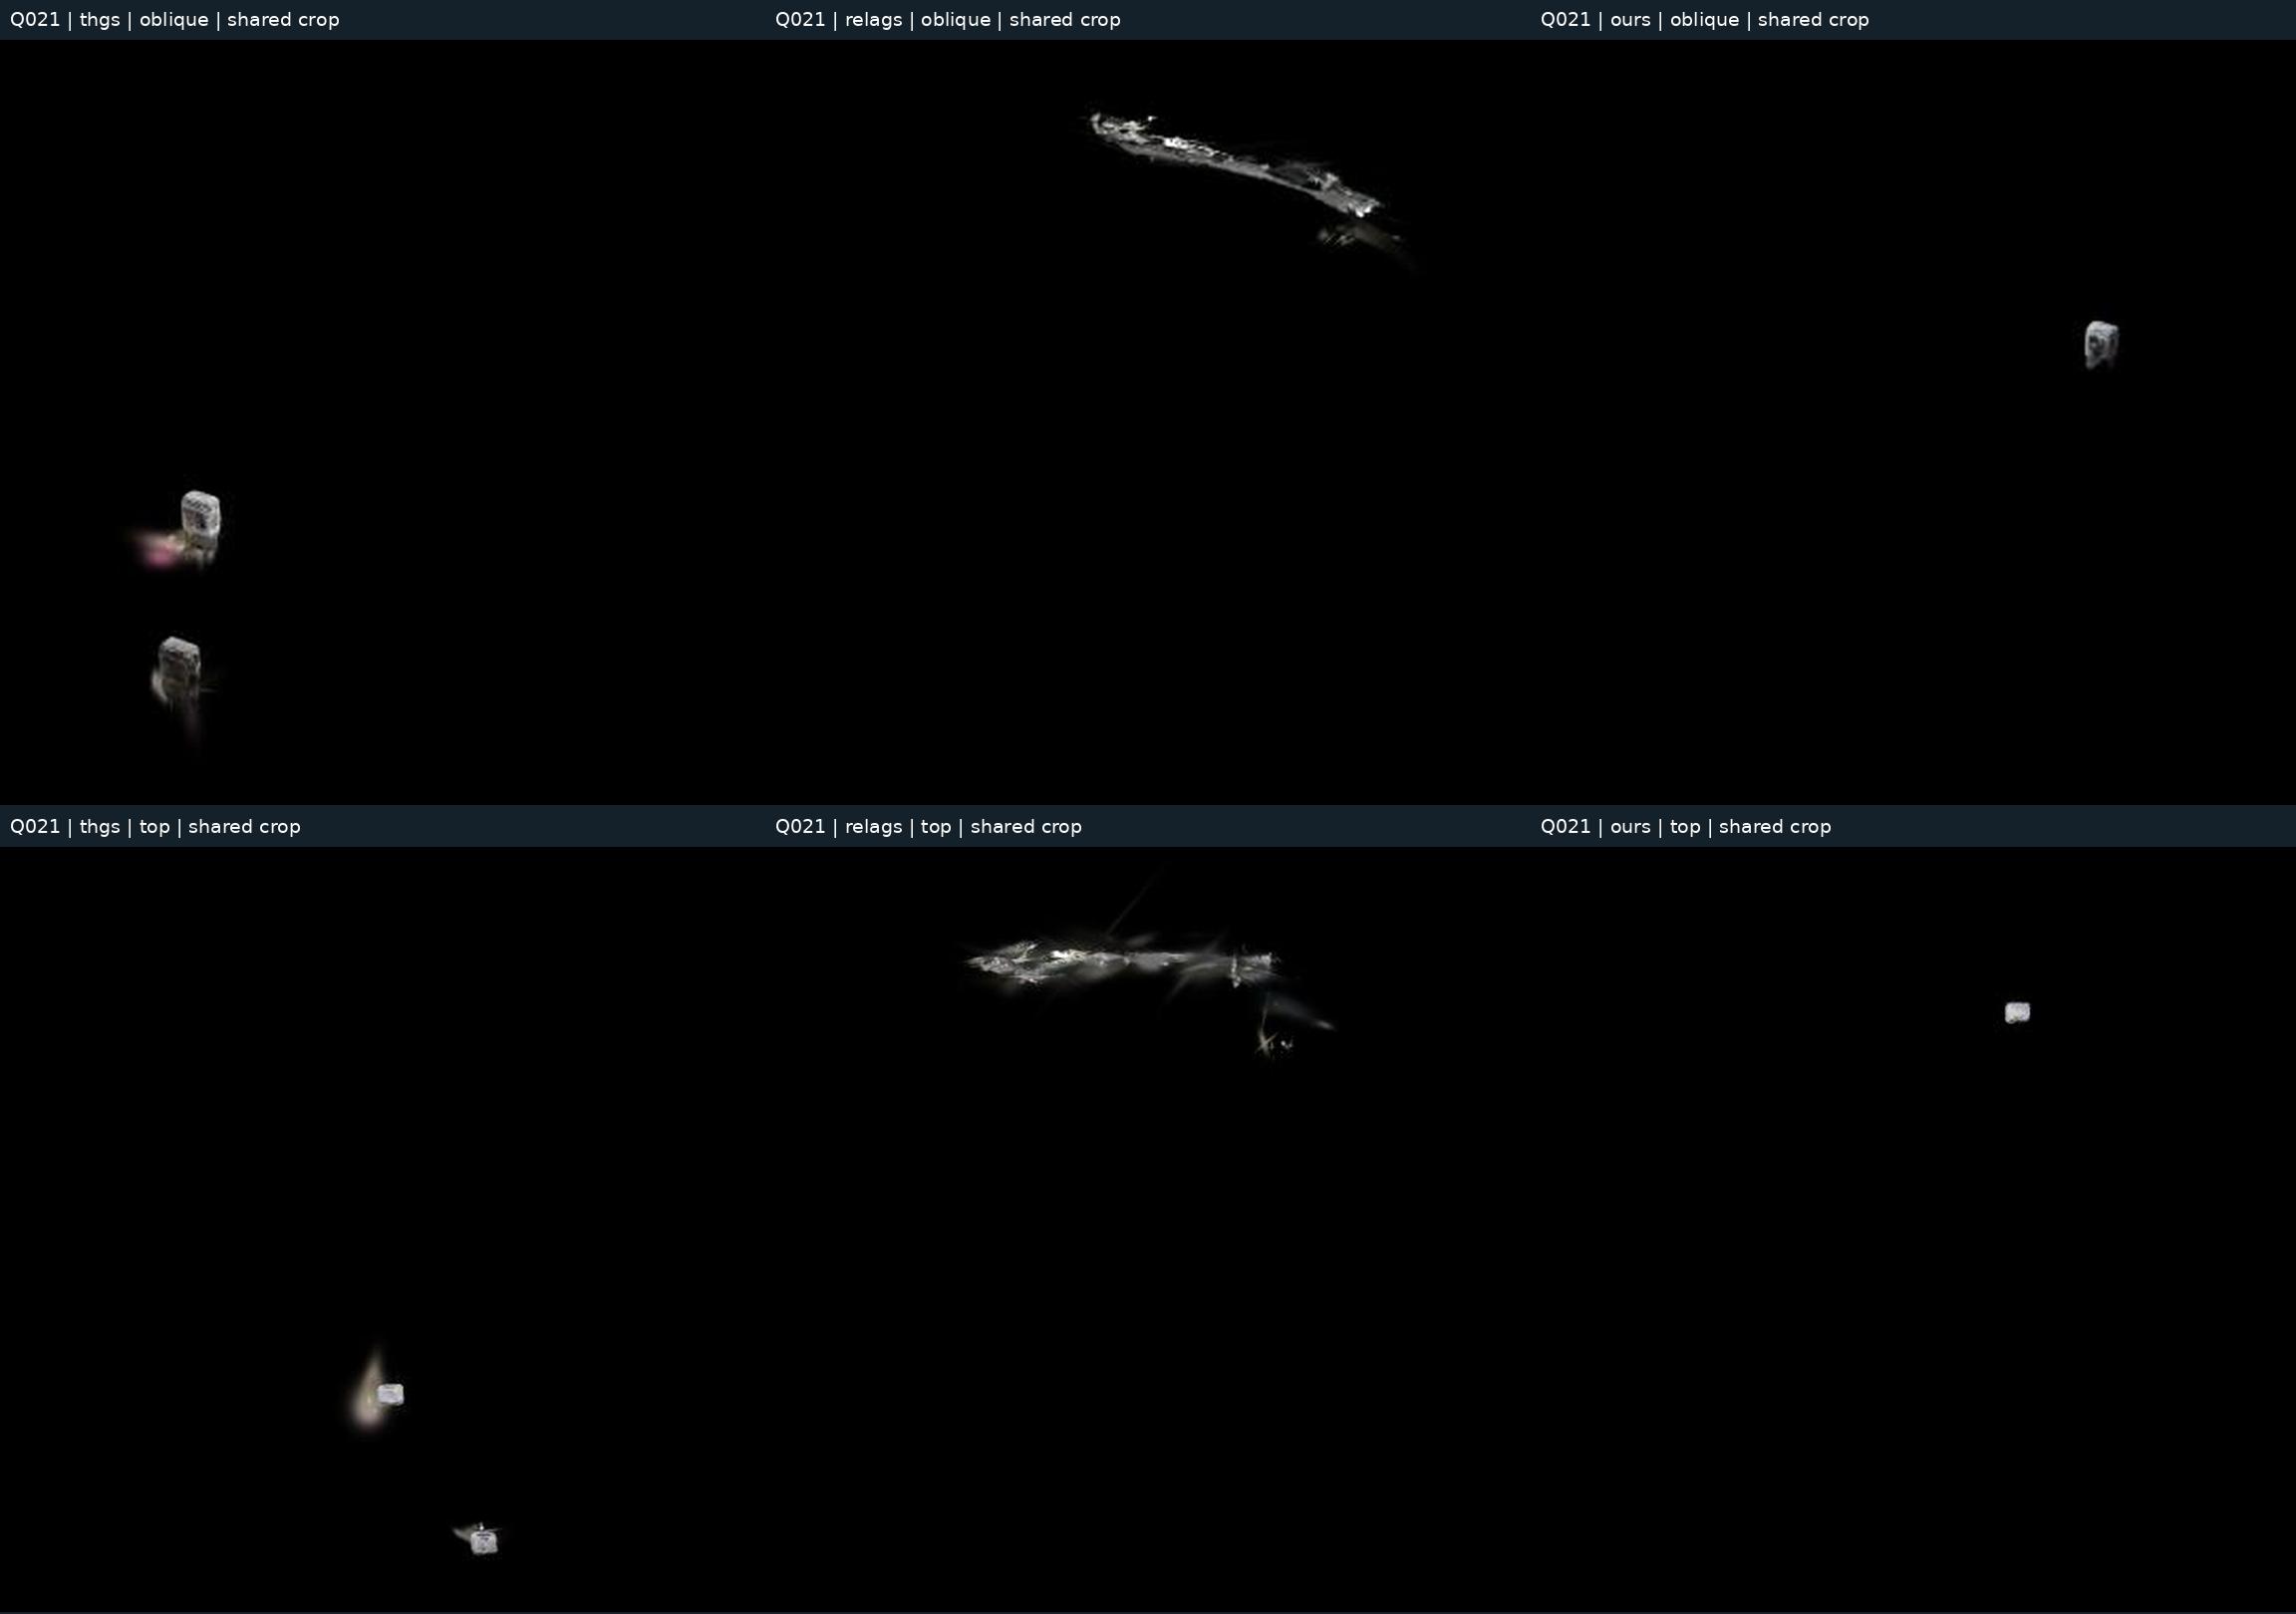 Q021 | thgs | oblique | shared crop
Q021 | relags | oblique | shared crop
Q021 | ours | oblique | shared crop
Q021 | thgs | top | shared crop
Q021 | relags | top | shared crop
Q021 | ours | top | shared crop